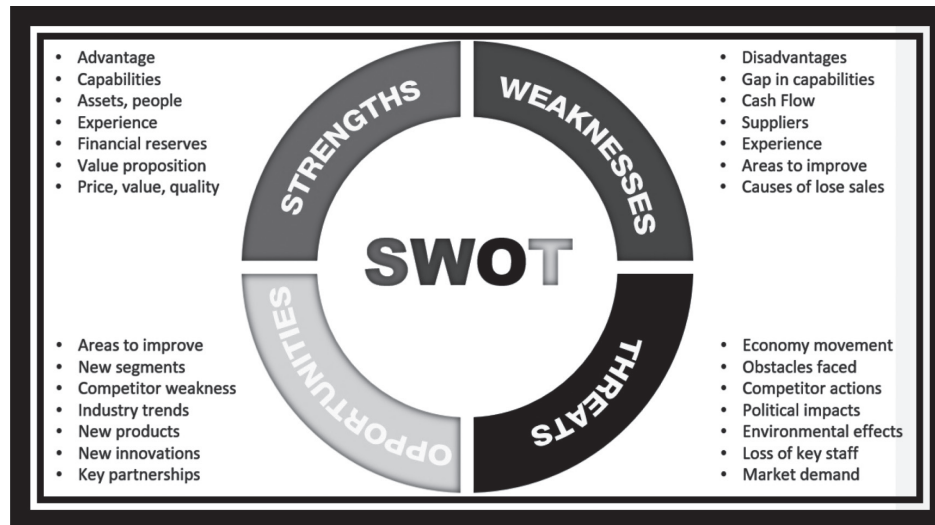 • Advantage
• Capabilities
• Assets, people
• Experience
• Financial reserves
• Value proposition
• Price, value, quality
STRENGTHS
WEAKNESSES
• Disadvantages
• Gap in capabilities
• Cash Flow
• Suppliers
• Experience
• Areas to improve
• Causes of lose sales
SWOT
• Areas to improve
• New segments
• Competitor weakness
• Industry trends
• New products
• New innovations
• Key partnerships
OPPORTUNITIES
THREATS
• Economy movement
• Obstacles faced
• Competitor actions
• Political impacts
• Environmental effects
• Loss of key staff
• Market demand